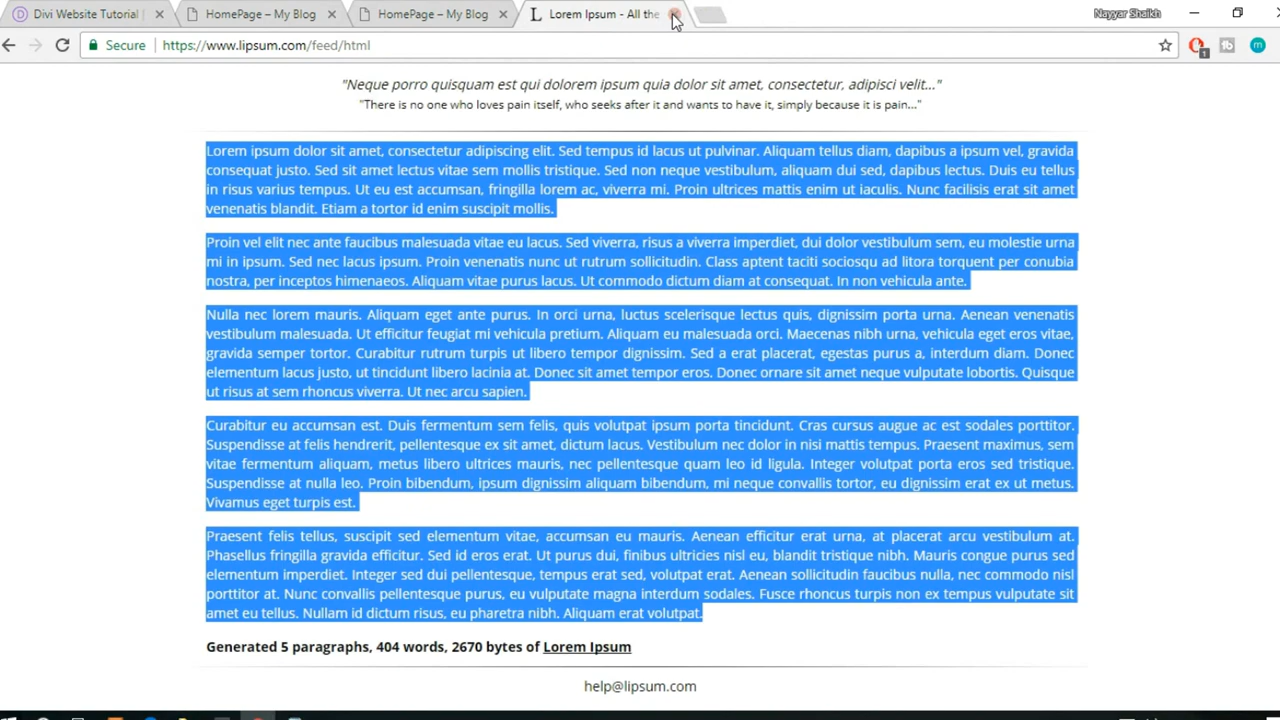 Divi Website Tutorial
HomePage – My Blog
HomePage – My Blog
Lorem Ipsum - All the
Nayyar Shaikh
Secure
https://www.lipsum.com/feed/html
1
"Neque porro quisquam est qui dolorem ipsum quia dolor sit amet, consectetur, adipisci velit..."
"There is no one who loves pain itself, who seeks after it and wants to have it, simply because it is pain..."
Lorem ipsum dolor sit amet, consectetur adipiscing elit. Sed tempus id lacus ut pulvinar. Aliquam tellus diam, dapibus a ipsum vel, gravida
consequat justo. Sed sit amet lectus vitae sem mollis tristique. Sed non neque vestibulum, aliquam dui sed, dapibus lectus. Duis eu tellus
in risus varius tempus. Ut eu est accumsan, fringilla lorem ac, viverra mi. Proin ultrices mattis enim ut iaculis. Nunc facilisis erat sit amet
venenatis blandit. Etiam a tortor id enim suscipit mollis.
Proin vel elit nec ante faucibus malesuada vitae eu lacus. Sed viverra, risus a viverra imperdiet, dui dolor vestibulum sem, eu molestie urna
mi in ipsum. Sed nec lacus ipsum. Proin venenatis nunc ut rutrum sollicitudin. Class aptent taciti sociosqu ad litora torquent per conubia
nostra, per inceptos himenaeos. Aliquam vitae purus lacus. Ut commodo dictum diam at consequat. In non vehicula ante.
Nulla nec lorem mauris. Aliquam eget ante purus. In orci urna, luctus scelerisque lectus quis, dignissim porta urna. Aenean venenatis
vestibulum malesuada. Ut efficitur feugiat mi vehicula pretium. Aliquam eu malesuada orci. Maecenas nibh urna, vehicula eget eros vitae,
gravida semper tortor. Curabitur rutrum turpis ut libero tempor dignissim. Sed a erat placerat, egestas purus a, interdum diam. Donec
elementum lacus justo, ut tincidunt libero lacinia at. Donec sit amet tempor eros. Donec ornare sit amet neque vulputate lobortis. Quisque
ut risus at sem rhoncus viverra. Ut nec arcu sapien.
Curabitur eu accumsan est. Duis fermentum sem felis, quis volutpat ipsum porta tincidunt. Cras cursus augue ac est sodales porttitor.
Suspendisse at felis hendrerit, pellentesque ex sit amet, dictum lacus. Vestibulum nec dolor in nisi mattis tempus. Praesent maximus, sem
vitae fermentum aliquam, metus libero ultrices mauris, nec pellentesque quam leo id ligula. Integer volutpat porta eros sed tristique.
Suspendisse at nulla leo. Proin bibendum, ipsum dignissim aliquam bibendum, mi neque convallis tortor, eu dignissim erat ex ut metus.
Vivamus eget turpis est.
Praesent felis tellus, suscipit sed elementum vitae, accumsan eu mauris. Aenean efficitur erat urna, at placerat arcu vestibulum at.
Phasellus fringilla gravida efficitur. Sed id eros erat. Ut purus dui, finibus ultricies nisl eu, blandit tristique nibh. Mauris congue purus sed
elementum imperdiet. Integer sed dui pellentesque, tempus erat sed, volutpat erat. Aenean sollicitudin faucibus nulla, nec commodo nisl
porttitor at. Nunc convallis pellentesque purus, eu vulputate magna interdum sodales. Fusce rhoncus turpis non ex tempus vulputate sit
amet eu tellus. Nullam id dictum risus, eu pharetra nibh. Aliquam erat volutpat.
Generated 5 paragraphs, 404 words, 2670 bytes of Lorem Ipsum
help@lipsum.com